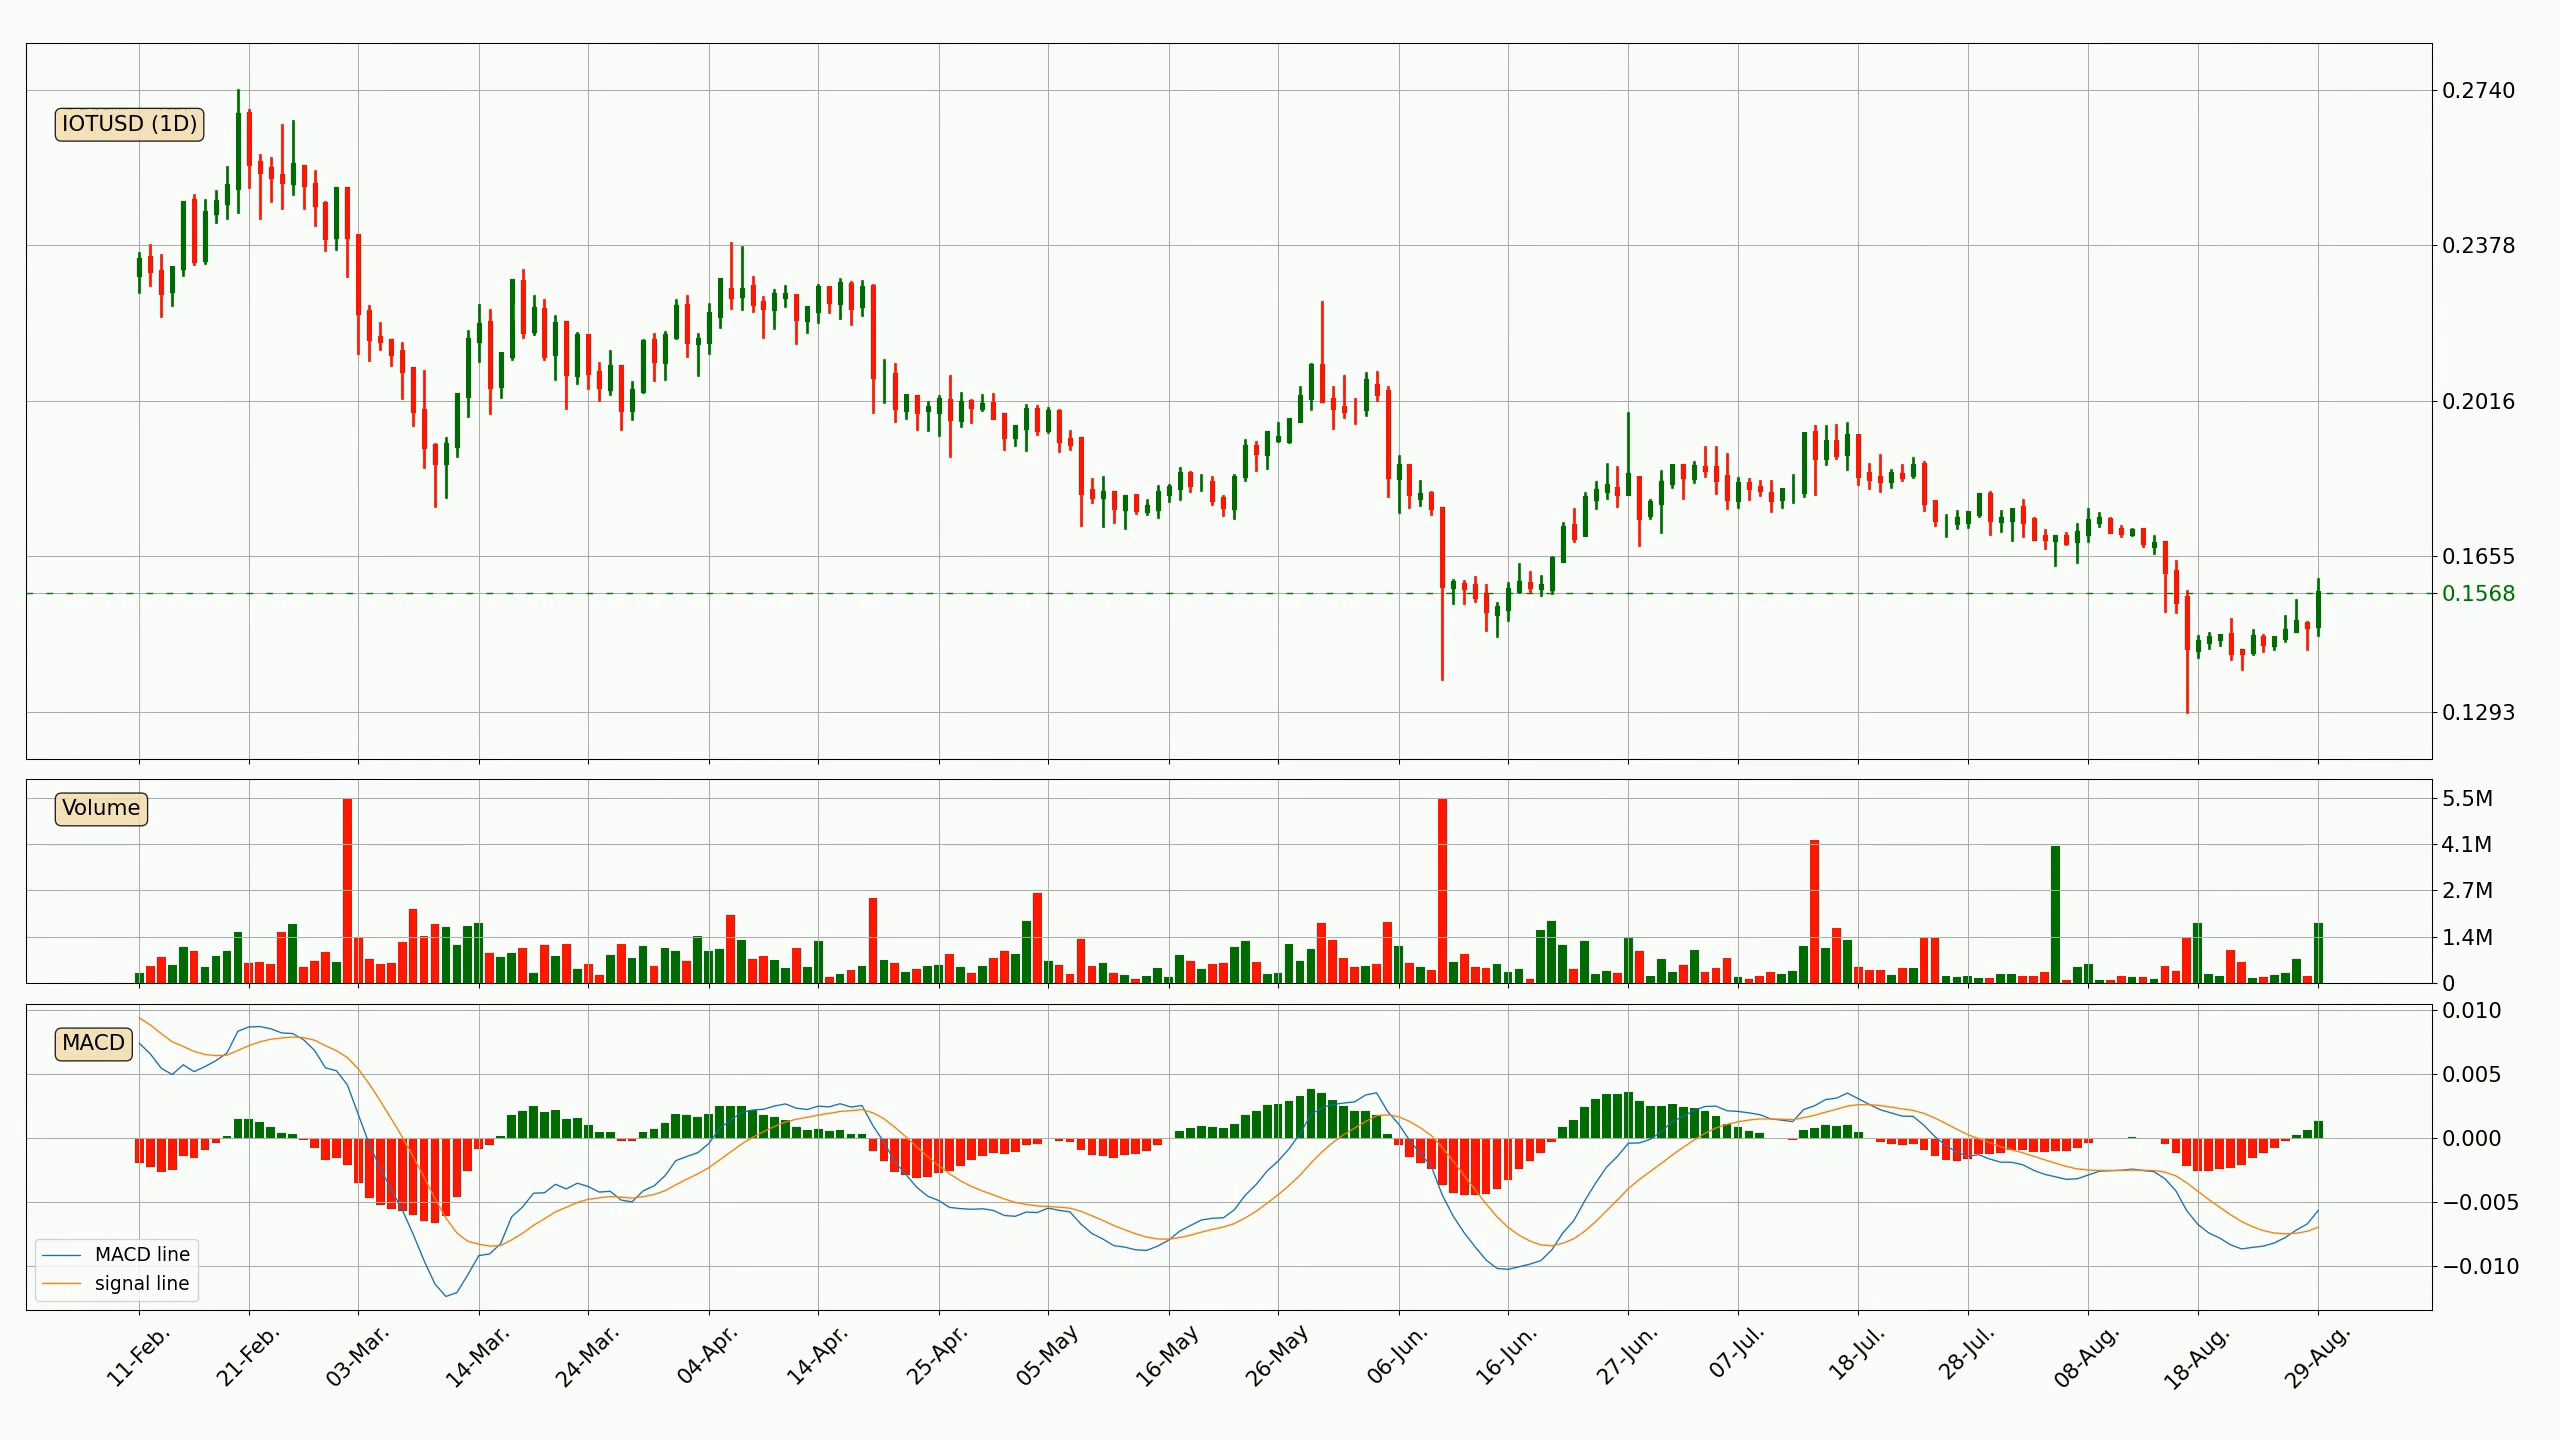 IOTUSD (1D)
0.2740
0.2378
0.2016
0.1655
0.1568
0.1293
Volume
5.5M
4.1M
2.7M
1.4M
0
MACD
0.010
0.005
0.000
−0.005
−0.010
MACD line
signal line
11-Feb.
21-Feb.
03-Mar.
14-Mar.
24-Mar.
04-Apr.
14-Apr.
25-Apr.
05-May
16-May
26-May
06-Jun.
16-Jun.
27-Jun.
07-Jul.
18-Jul.
28-Jul.
08-Aug.
18-Aug.
29-Aug.